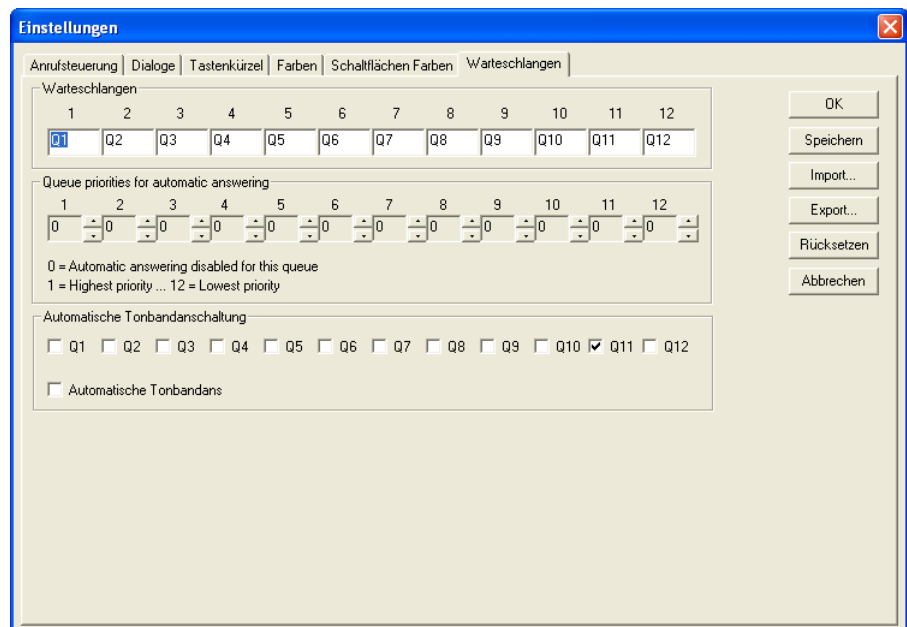 Einstellungen
Anrufsteuerung Dialoge Tastenkürzel Farben Schaltflächen Farben Warteschlangen
Warteschlangen
1 2 3 4 5 6 7 8 9 10 11 12
Q1 Q2 Q3 Q4 Q5 Q6 Q7 Q8 Q9 Q10 Q11 Q12
Queue priorities for automatic answering
1 2 3 4 5 6 7 8 9 10 11 12
0 0 0 0 0 0 0 0 0 0 0 0
0 = Automatic answering disabled for this queue
1 = Highest priority ... 12 = Lowest priority
Automatische Tonbandanschaltung
Q1 Q2 Q3 Q4 Q5 Q6 Q7 Q8 Q9 Q10 Q11 Q12
Automatische Tonbandans
OK
Speichern
Import...
Export...
Rücksetzen
Abbrechen